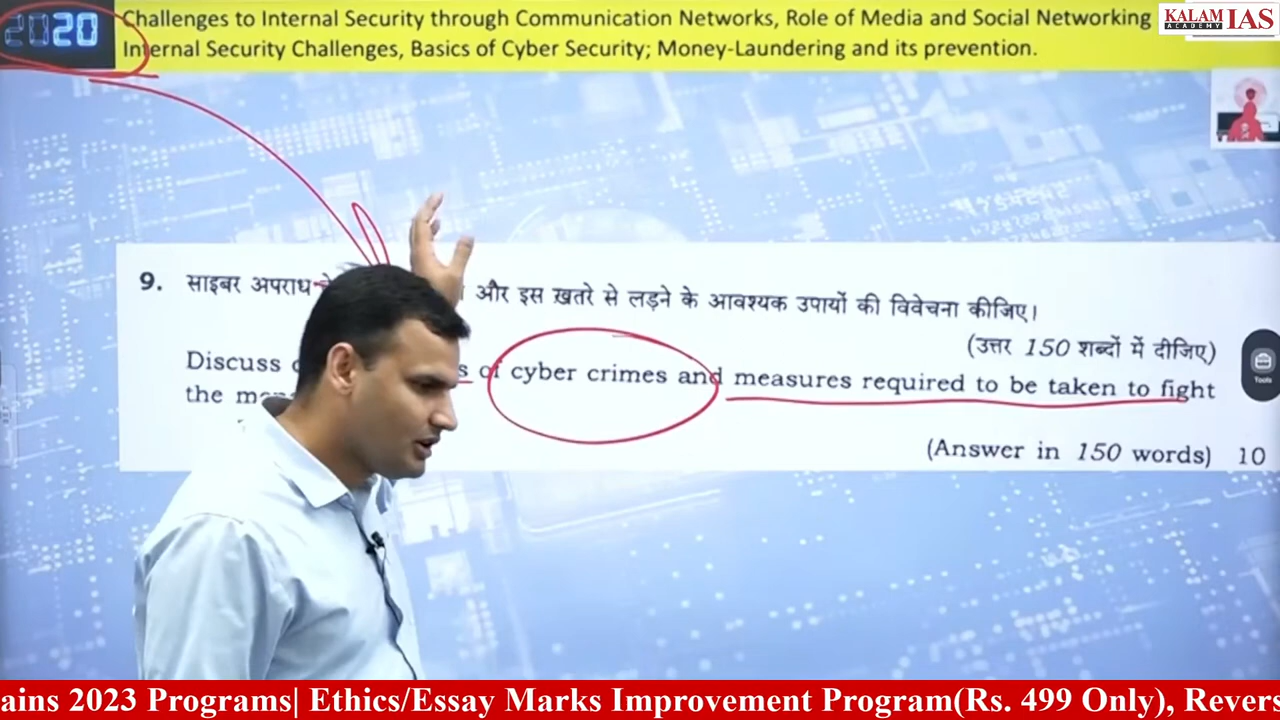 2020
Challenges to Internal Security through Communication Networks, Role of Media and Social Networking
Internal Security Challenges, Basics of Cyber Security; Money-Laundering and its prevention.
KALAM IAS
ACADEMY
9. साइबर अपराध और इस ख़तरे से लड़ने के आवश्यक उपायों की विवेचना कीजिए।
(उत्तर 150 शब्दों में दीजिए)
Discuss of cyber crimes and measures required to be taken to fight
the
(Answer in 150 words) 10
Tools
ains 2023 Programs| Ethics/Essay Marks Improvement Program(Rs. 499 Only), Revers